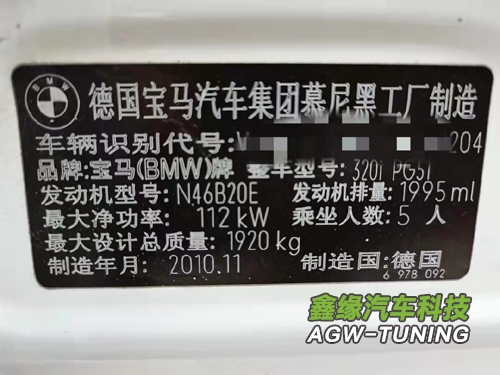 BMW
德国宝马汽车集团慕尼黑工厂制造
车辆识别代号:V 204
品牌:宝马(BMW)牌 整车型号:320i PG51
发动机型号:N46B20E 发动机排量:1995ml
最大净功率:112kW 乘坐人数:5人
最大设计总质量:1920kg
制造年月:2010.11 制造国:德国
6 978 092
鑫缘汽车科技
AGW-TUNING